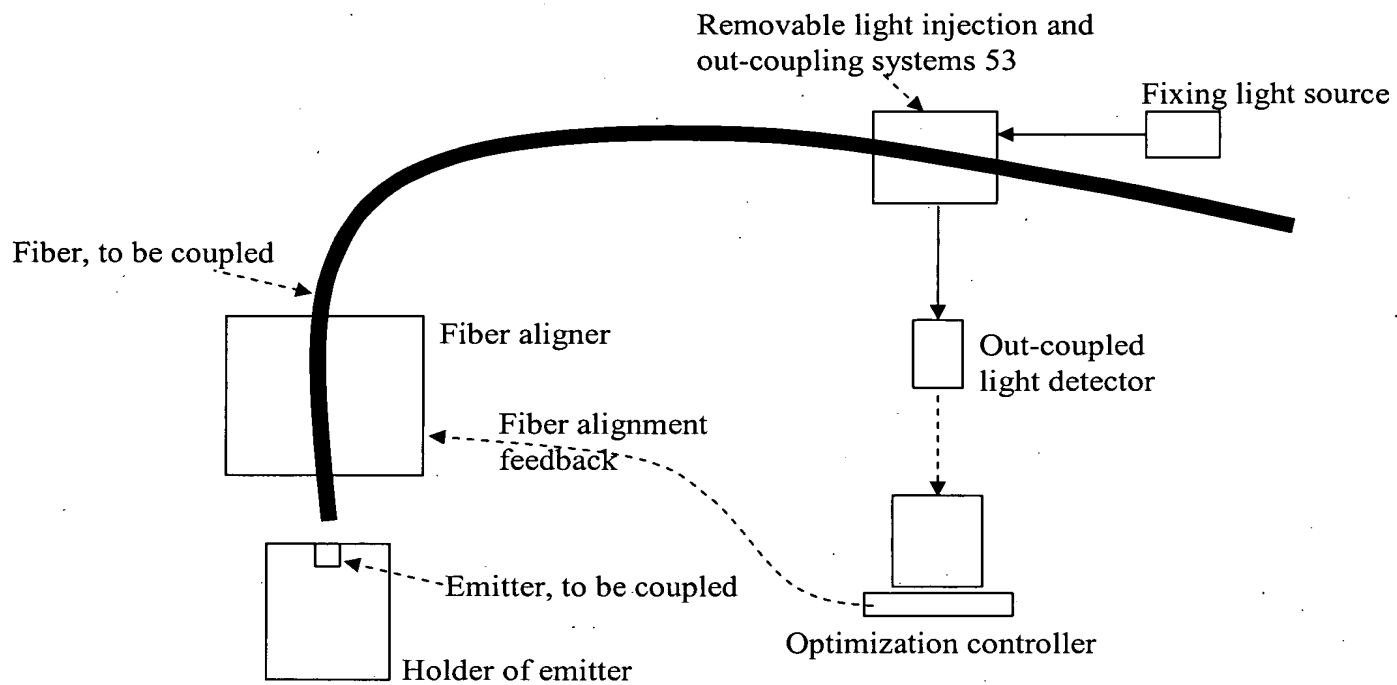 Removable light injection and
out-coupling systems 53
Fixing light source
Fiber, to be coupled
Fiber aligner
Out-coupled
light detector
Fiber alignment
feedback
Emitter, to be coupled
Optimization controller
Holder of emitter